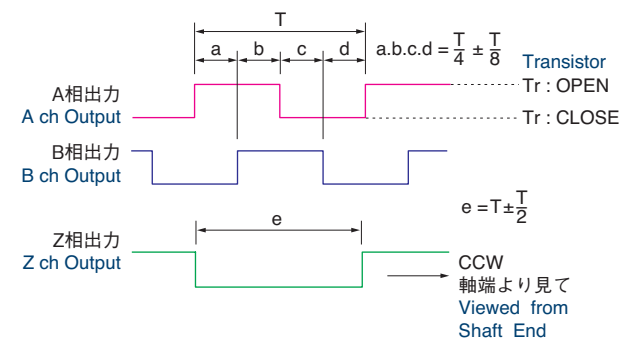 T
a b c d
a.b.c.d = T/4 ± T/8
Transistor
A相出力
A ch Output
Tr : OPEN
Tr : CLOSE
B相出力
B ch Output
e = T ± T/2
e
Z相出力
Z ch Output
CCW
軸端より見て
Viewed from
Shaft End